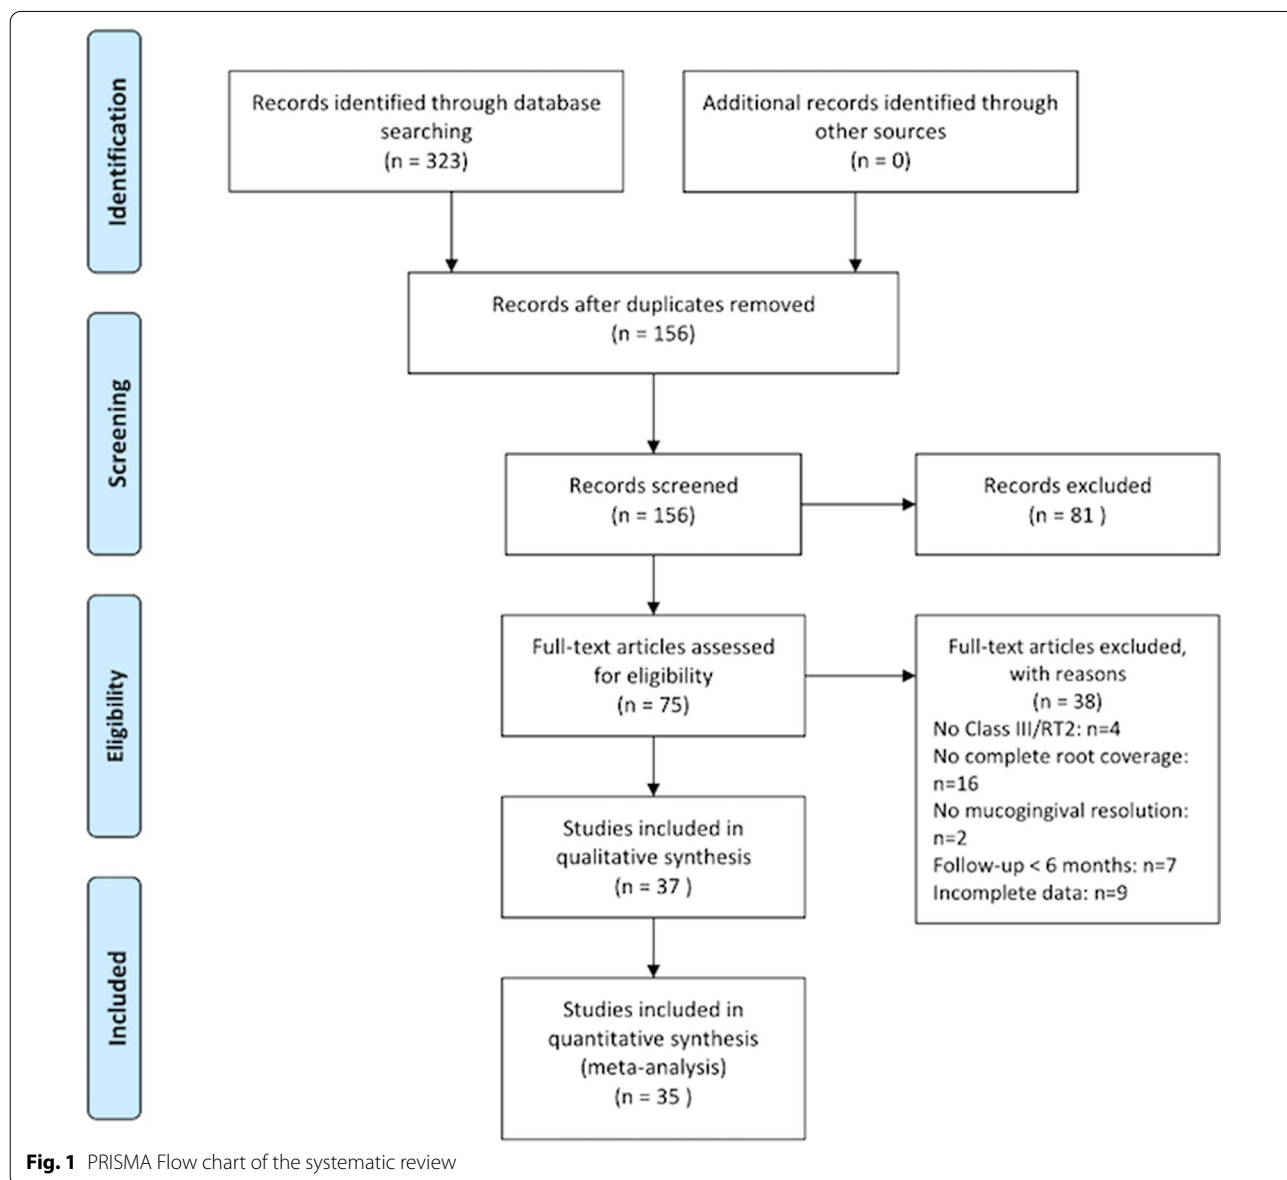 Identification
Records identified through database
searching
(n = 323)
Additional records identified through
other sources
(n = 0)
Records after duplicates removed
(n = 156)
Screening
Records screened
(n = 156)
Records excluded
(n = 81 )
Eligibility
Full-text articles assessed
for eligibility
(n = 75)
Full-text articles excluded,
with reasons
(n = 38)
No Class III/RT2: n=4
No complete root coverage:
n=16
No mucogingival resolution:
n=2
Follow-up < 6 months: n=7
Incomplete data: n=9
Studies included in
qualitative synthesis
(n = 37 )
Included
Studies included in
quantitative synthesis
(meta-analysis)
(n = 35 )
Fig. 1 PRISMA Flow chart of the systematic review